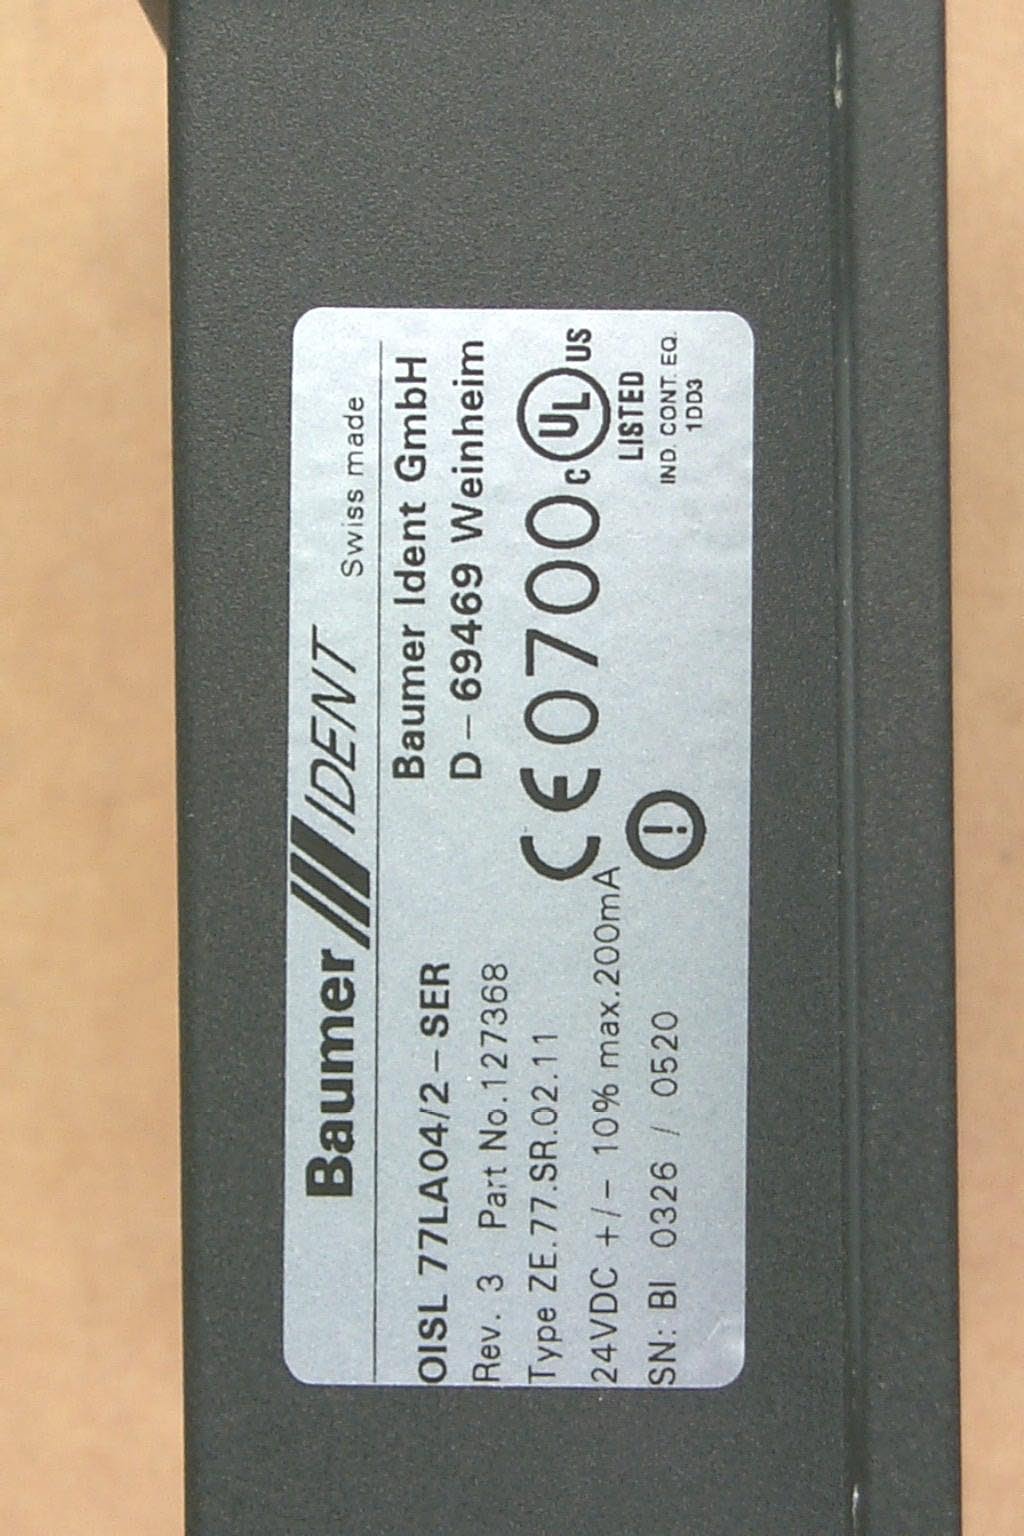 Baumer IDENT Swiss made
OISL 77LA04/2-SER
Rev. 3 Part No.127368
Type ZE.77.SR.02.11
24VDC +/- 10% max.200mA
SN: BI 0326 / 0520
Baumer Ident GmbH
D-69469 Weinheim
CE0700
c UL US
LISTED
IND. CONT. EQ.
1DD3
!